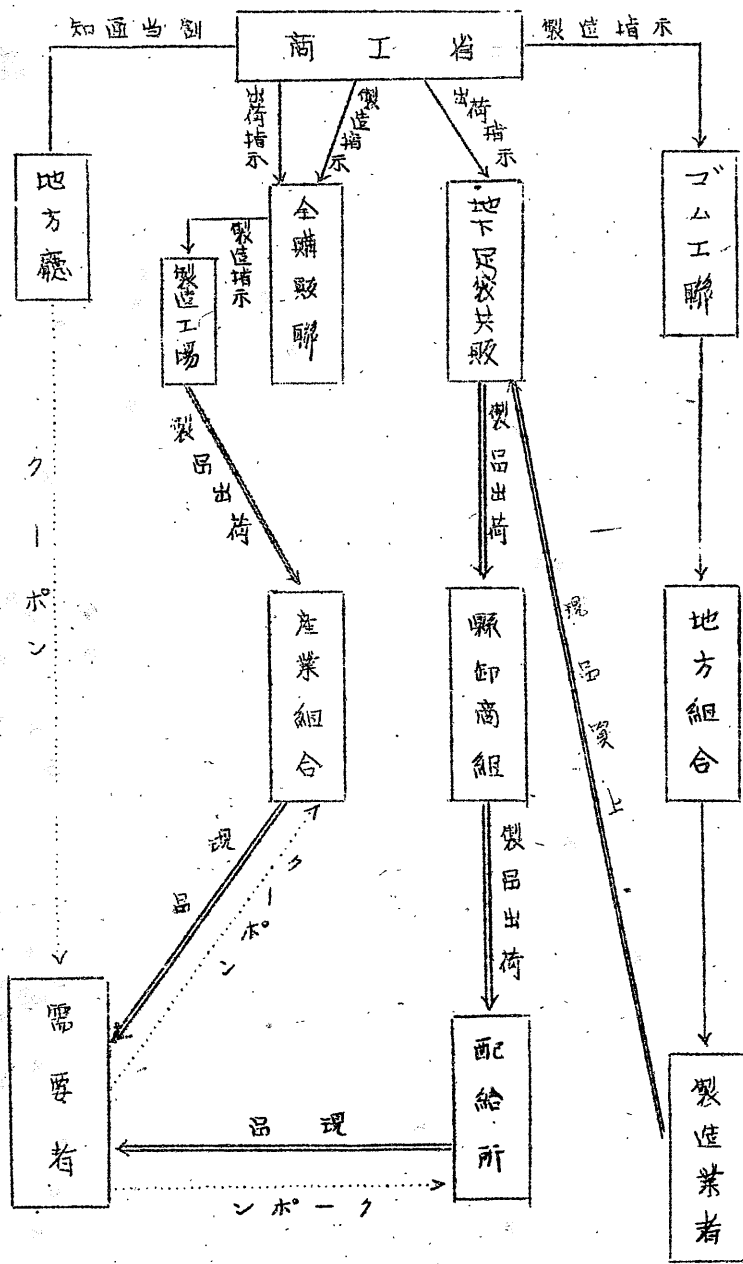 商工省
製造指示
割当通知
出荷指示
製造指示
出荷指示
ゴム工聯
地下足袋共販
全購販聯
製造指示
製造工場
地方廳
現品買上
製品出荷
製品出荷
クーポン
地方組合
縣卸商組
産業組合
製品出荷
現品
クーポン
製造業者
配給所
需要者
現品
クーポン